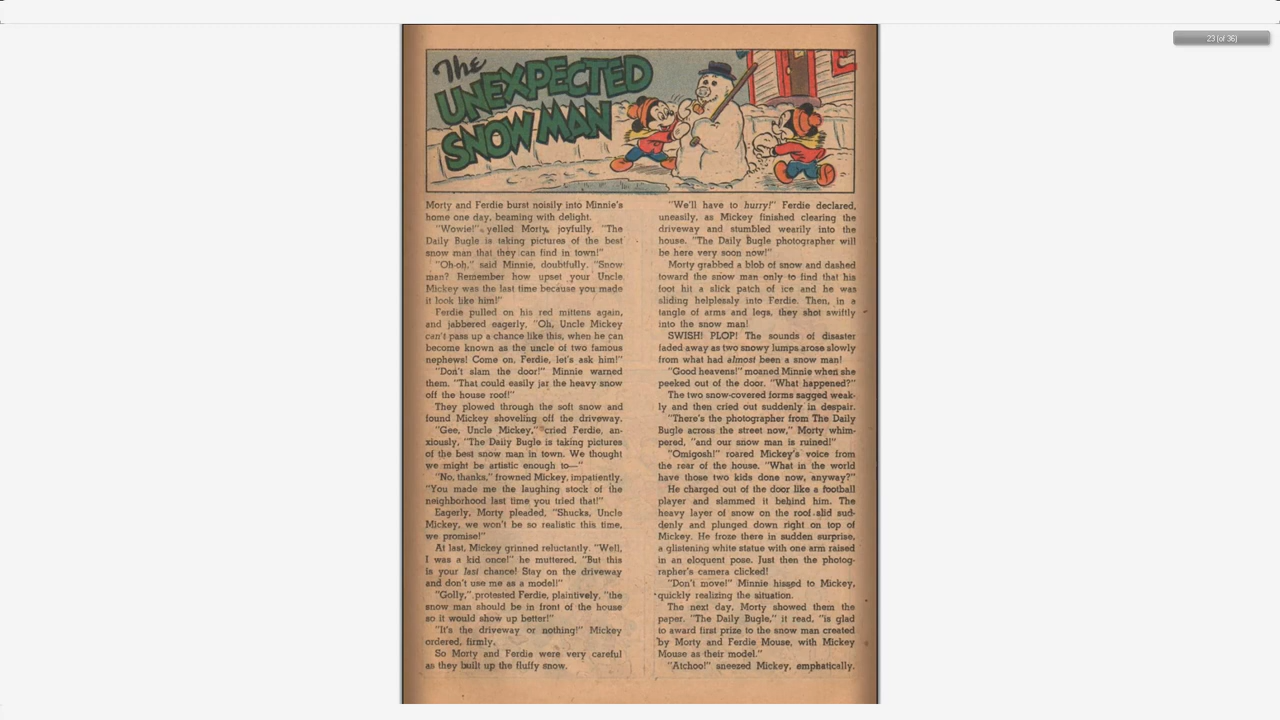 23 (of 36)
The
UNEXPECTED
SNOW MAN
Morty and Ferdie burst noisily into Minnie's
home one day, beaming with delight.
"Wowie!" yelled Morty, joyfully. "The
Daily Bugle is taking pictures of the best
snow man that they can find in town!"
"Oh-oh," said Minnie, doubtfully. "Snow
man? Remember how upset your Uncle
Mickey was the last time because you made
it look like him!"
Ferdie pulled on his red mittens again,
and jabbered eagerly, "Oh, Uncle Mickey
can't pass up a chance like this, when he can
become known as the uncle of two famous
nephews! Come on, Ferdie, let's ask him!"
"Don't slam the door!" Minnie warned
them. "That could easily jar the heavy snow
off the house roof!"
They plowed through the soft snow and
found Mickey shoveling off the driveway.
"Gee, Uncle Mickey," cried Ferdie, an-
xiously, "The Daily Bugle is taking pictures
of the best snow man in town. We thought
we might be artistic enough to—"
"No, thanks," frowned Mickey, impatiently.
"You made me the laughing stock of the
neighborhood last time you tried that!"
Eagerly, Morty pleaded, "Shucks, Uncle
Mickey, we won't be so realistic this time,
we promise!"
At last, Mickey grinned reluctantly. "Well,
I was a kid once!" he muttered, "But this
is your last chance! Stay on the driveway
and don't use me as a model!"
"Golly," protested Ferdie, plaintively, "the
snow man should be in front of the house
so it would show up better!"
"It's the driveway or nothing!" Mickey
ordered, firmly.
So Morty and Ferdie were very careful
as they built up the fluffy snow.
"We'll have to hurry!" Ferdie declared,
uneasily, as Mickey finished clearing the
driveway and stumbled wearily into the
house. "The Daily Bugle photographer will
be here very soon now!"
Morty grabbed a blob of snow and dashed
toward the snow man only to find that his
foot hit a slick patch of ice and he was
sliding helplessly into Ferdie. Then, in a
tangle of arms and legs, they shot swiftly
into the snow man!
SWISH! PLOP! The sounds of disaster
faded away as two snowy lumps arose slowly
from what had almost been a snow man!
"Good heavens!" moaned Minnie when she
peeked out of the door. "What happened?"
The two snow-covered forms sagged weak-
ly and then cried out suddenly in despair.
"There's the photographer from The Daily
Bugle across the street now," Morty whim-
pered, "and our snow man is ruined!"
"Omigosh!" roared Mickey's voice from
the rear of the house. "What in the world
have those two kids done now, anyway?"
He charged out of the door like a football
player and slammed it behind him. The
heavy layer of snow on the roof slid sud-
denly and plunged down right on top of
Mickey. He froze there in sudden surprise,
a glistening white statue with one arm raised
in an eloquent pose. Just then the photog-
rapher's camera clicked!
"Don't move!" Minnie hissed to Mickey,
quickly realizing the situation.
The next day, Morty showed them the
paper. "The Daily Bugle," it read, "is glad
to award first prize to the snow man created
by Morty and Ferdie Mouse, with Mickey
Mouse as their model."
"Atchoo!" sneezed Mickey, emphatically.